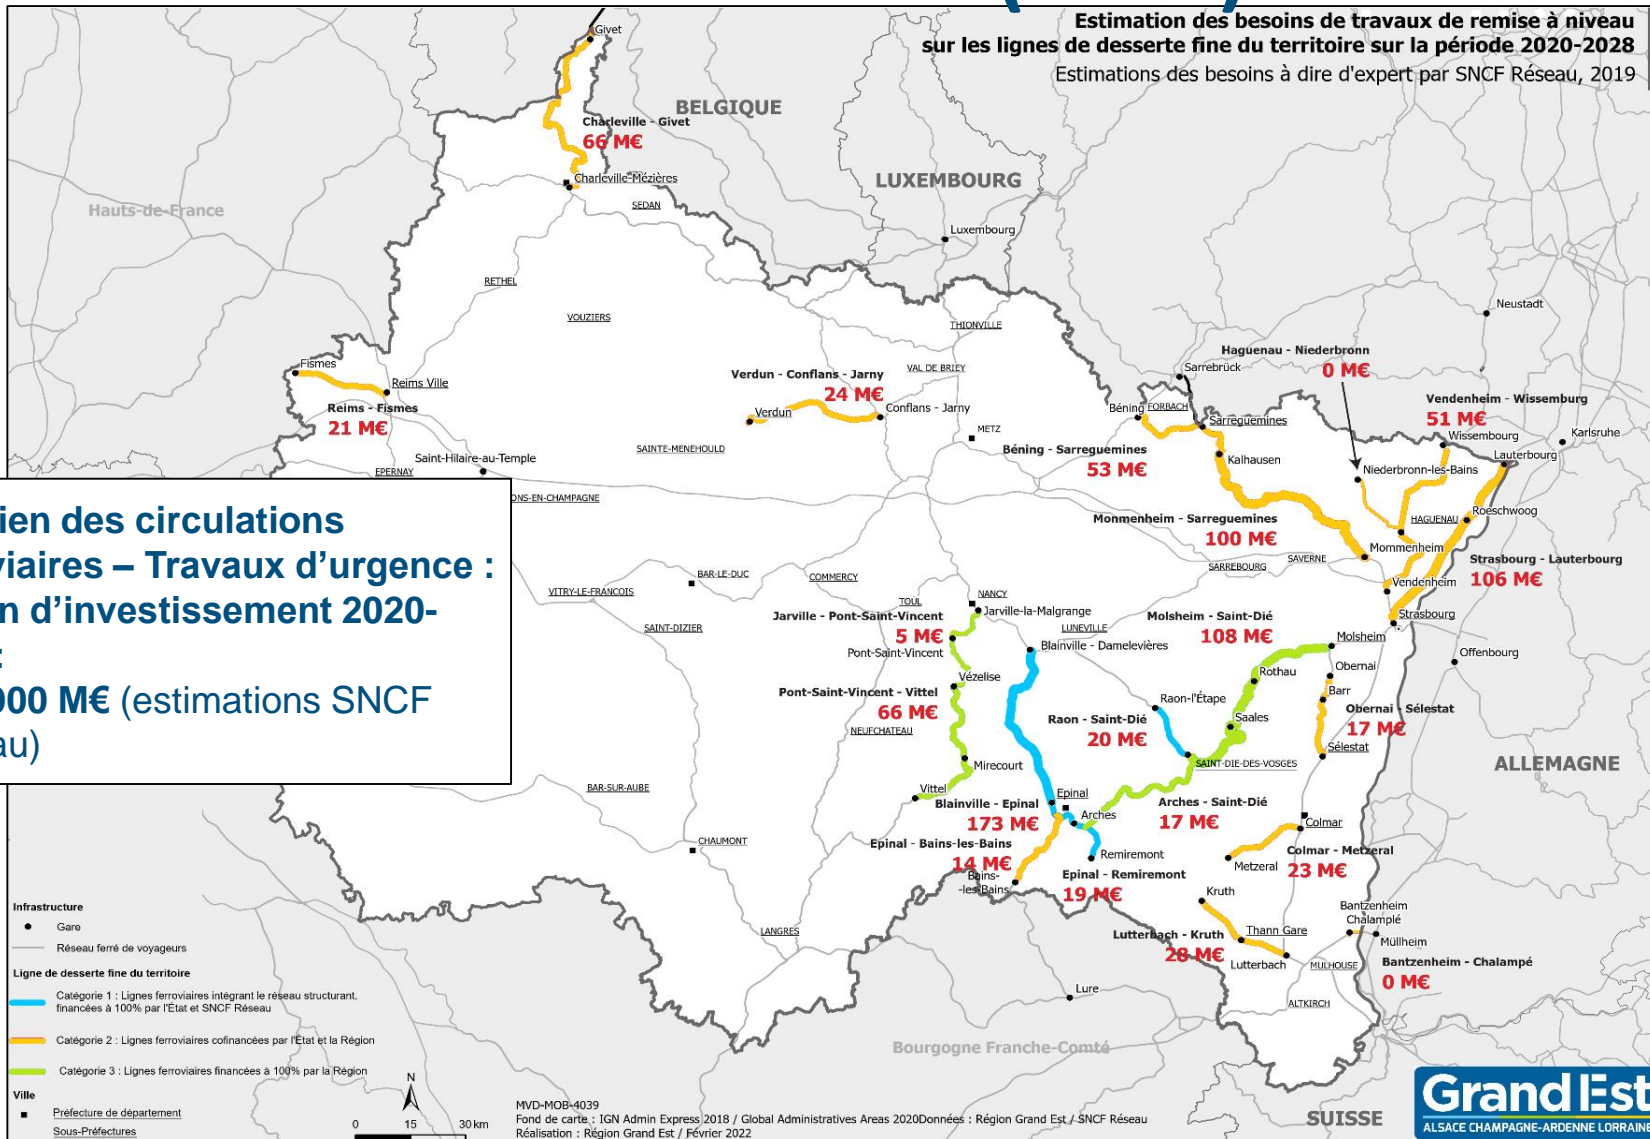 Estimation des besoins de travaux de remise à niveau
sur les lignes de desserte fine du territoire sur la période 2020-2028
Estimations des besoins à dire d'expert par SNCF Réseau, 2019
Givet
BELGIQUE
Charleville - Givet
66 M€
Charleville-Mézières
SEDAN
LUXEMBOURG
Luxembourg
Hauts-de-France
RETHEL
VOUZIERS
THIONVILLE
Neustadt
Fismes
Reims Ville
Reims - Fismes
21 M€
Verdun - Conflans - Jarny
24 M€
VAL DE BRIEY
Verdun
Conflans - Jarny
METZ
Haguenau - Niederbronn
0 M€
Sarrebrück
Béning
FORBACH
Sarreguemines
Vendenheim - Wissemburg
51 M€
Wissembourg
Karlsruhe
Lauterbourg
Saint-Hilaire-au-Temple
EPERNAY
SAINTE-MENEHOULD
Béning - Sarreguemines
53 M€
Kalhausen
Niederbronn-les-Bains
ONS-EN-CHAMPAGNE
Monmenheim - Sarreguemines
100 M€
HAGUENAU
Roeschwoog
Mommenheim
SAVERNE
SARREBOURG
Strasbourg - Lauterbourg
106 M€
Vendenheim
Strasbourg
ien des circulations
viaires – Travaux d'urgence :
n d'investissement 2020-
:
000 M€ (estimations SNCF
au)
VITRY-LE-FRANCOIS
BAR-LE-DUC
COMMERCY
TOUL
NANCY
SAINT-DIZIER
Jarville - Pont-Saint-Vincent
5 M€
Jarville-la-Malgrange
Pont-Saint-Vincent
LUNEVILLE
Blainville - Damelevières
Molsheim - Saint-Dié
108 M€
Molsheim
Obernai
Offenbourg
Vézelise
Rothau
Barr
Pont-Saint-Vincent - Vittel
66 M€
Raon-l'Étape
Raon - Saint-Dié
20 M€
Saales
Obernai - Sélestat
17 M€
NEUFCHATEAU
Sélestat
SAINT-DIE-DES-VOSGES
ALLEMAGNE
Mirecourt
Vittel
BAR-SUR-AUBE
Blainville - Epinal
173 M€
Epinal
Arches
Arches - Saint-Dié
17 M€
Colmar
CHAUMONT
Epinal - Bains-les-Bains
14 M€
Remiremont
Metzeral
Colmar - Metzeral
23 M€
Bains-
-les-Bains
Epinal - Remiremont
19 M€
Kruth
Bantzenheim
Chalamplé
LANGRES
Lutterbach - Kruth
28 M€
Thann Gare
Müllheim
Lutterbach
MULHOUSE
Bantzenheim - Chalampé
0 M€
Lure
ALTKIRCH
Bourgogne Franche-Comté
SUISSE
Infrastructure
Gare
Réseau ferré de voyageurs
Ligne de desserte fine du territoire
Catégorie 1 : Lignes ferroviaires intégrant le réseau structurant,
financées à 100% par l'État et SNCF Réseau
Catégorie 2 : Lignes ferroviaires cofinancées par l'État et la Région
Catégorie 3 : Lignes ferroviaires financées à 100% par la Région
Ville
Préfecture de département
Sous-Préfectures
N
0 15 30 km
MVD-MOB-4039
Fond de carte : IGN Admin Express 2018 / Global Administratives Areas 2020Données : Région Grand Est / SNCF Réseau
Réalisation : Région Grand Est / Février 2022
Grand Est
ALSACE CHAMPAGNE-ARDENNE LORRAINE